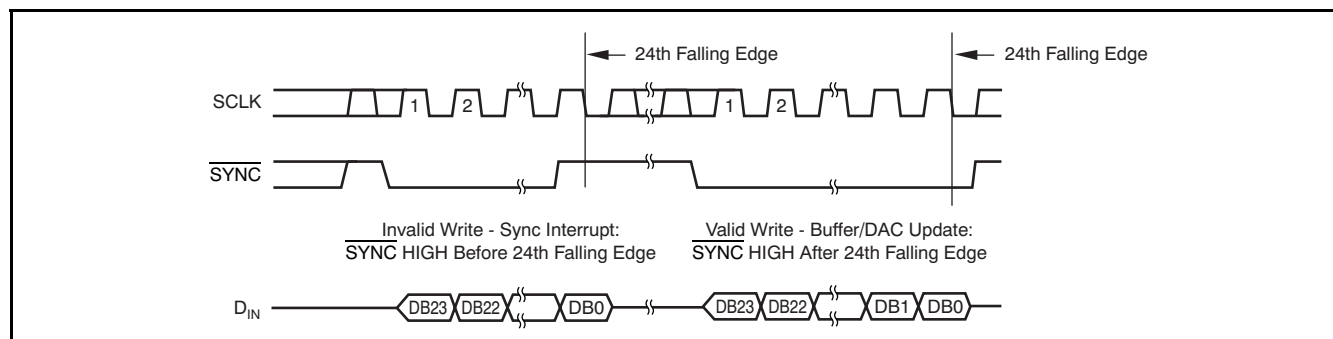 24th Falling Edge
24th Falling Edge
SCLK
1
2
1
2
SYNC
Invalid Write - Sync Interrupt:
SYNC HIGH Before 24th Falling Edge
Valid Write - Buffer/DAC Update:
SYNC HIGH After 24th Falling Edge
DIN
DB23
DB22
DB0
DB23
DB22
DB1
DB0